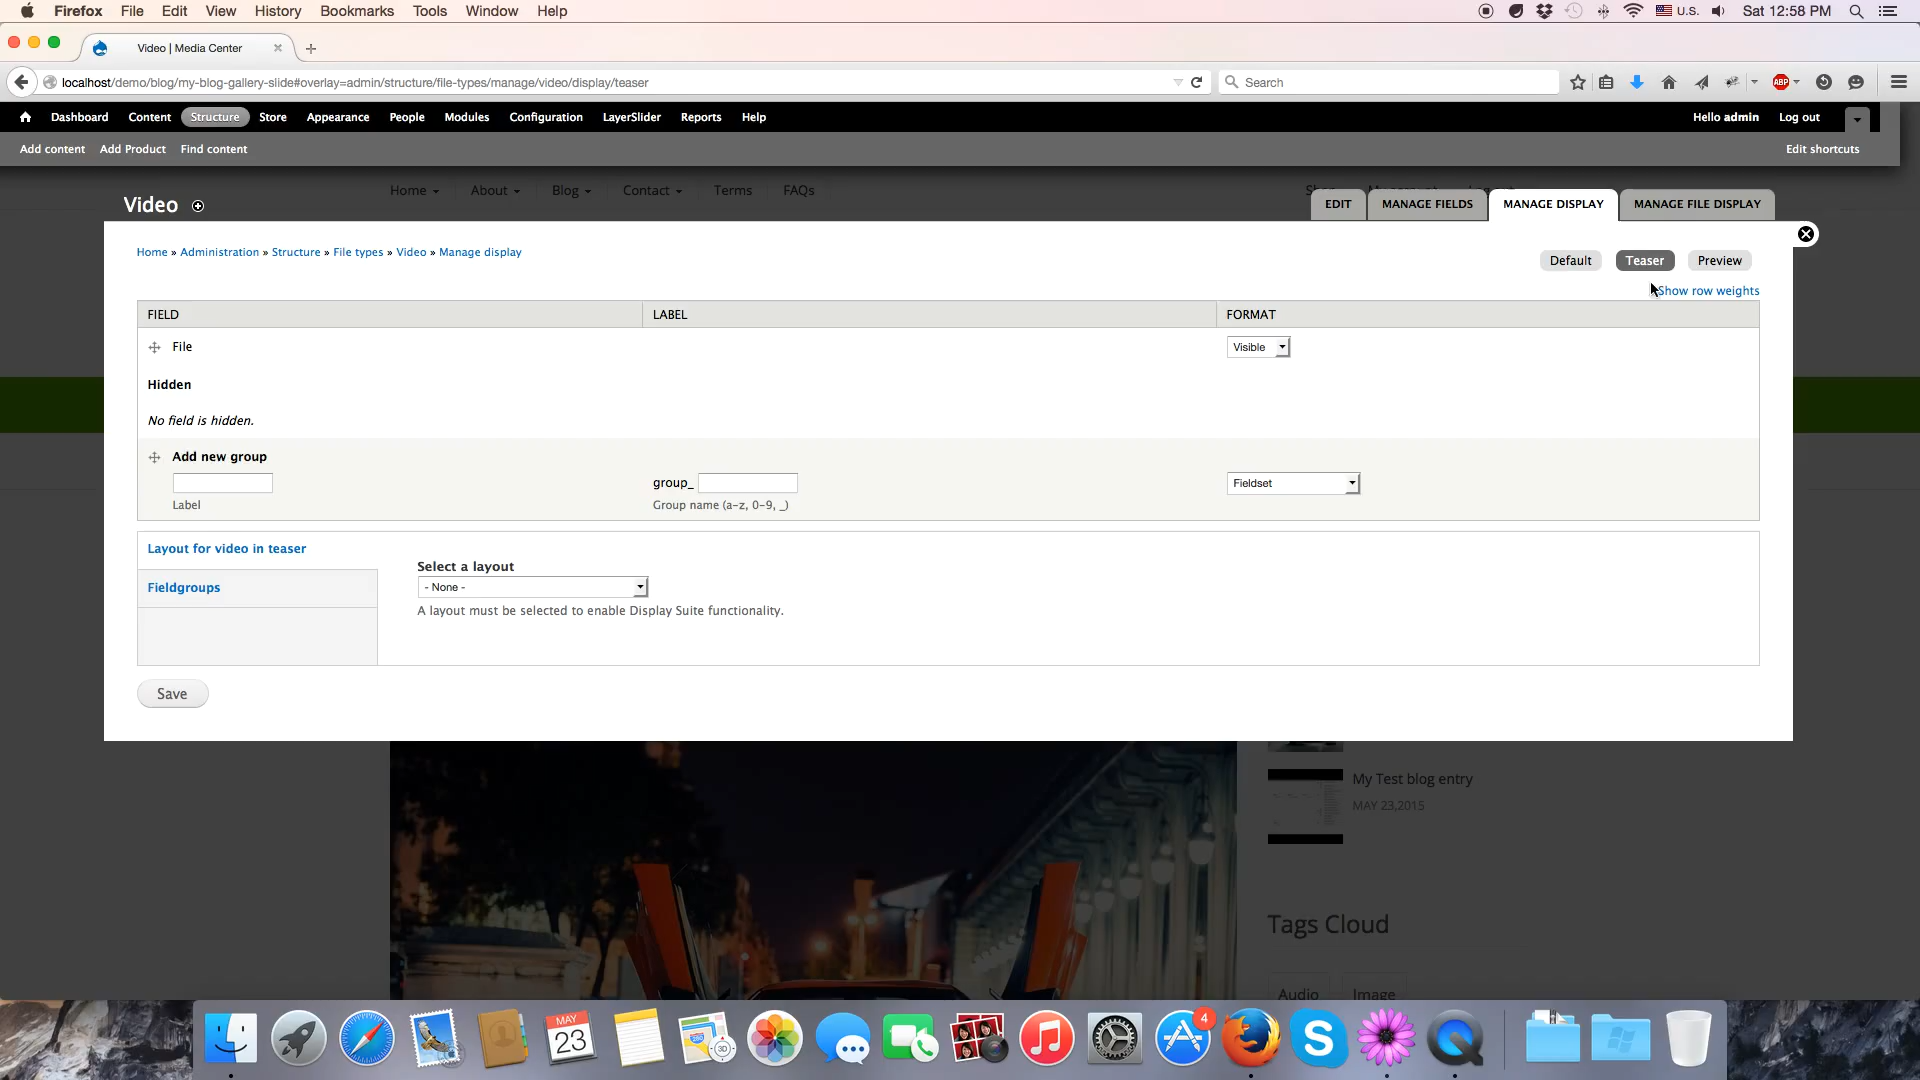 Firefox File Edit View History Bookmarks Tools Window Help U.S. Sat 12:58 PM
Video | Media Center
localhost/demo/blog/my-blog-gallery-slide#overlay=admin/structure/file-types/manage/video/display/teaser Search ABP
Dashboard Content Structure Store Appearance People Modules Configuration LayerSlider Reports Help Hello admin Log out
Add content Add Product Find content Edit shortcuts
Home About Blog Contact Terms FAQs
Video EDIT MANAGE FIELDS MANAGE DISPLAY MANAGE FILE DISPLAY
Home » Administration » Structure » File types » Video » Manage display
Default Teaser Preview
Show row weights
FIELD LABEL FORMAT
File Visible
Hidden
No field is hidden.
Add new group
group_ Fieldset
Label Group name (a-z, 0-9, _)
Layout for video in teaser
Select a layout
Fieldgroups - None -
A layout must be selected to enable Display Suite functionality.
Save
My Test blog entry
MAY 23,2015
Tags Cloud
Audio Image
MAY
23
3D
4